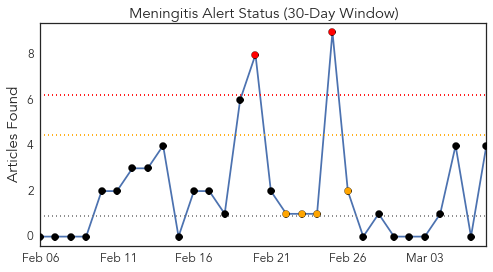 Meningitis Alert Status (30-Day Window)
Articles Found
8
6
4
2
0
Feb 06 Feb 11 Feb 16 Feb 21 Feb 26 Mar 03